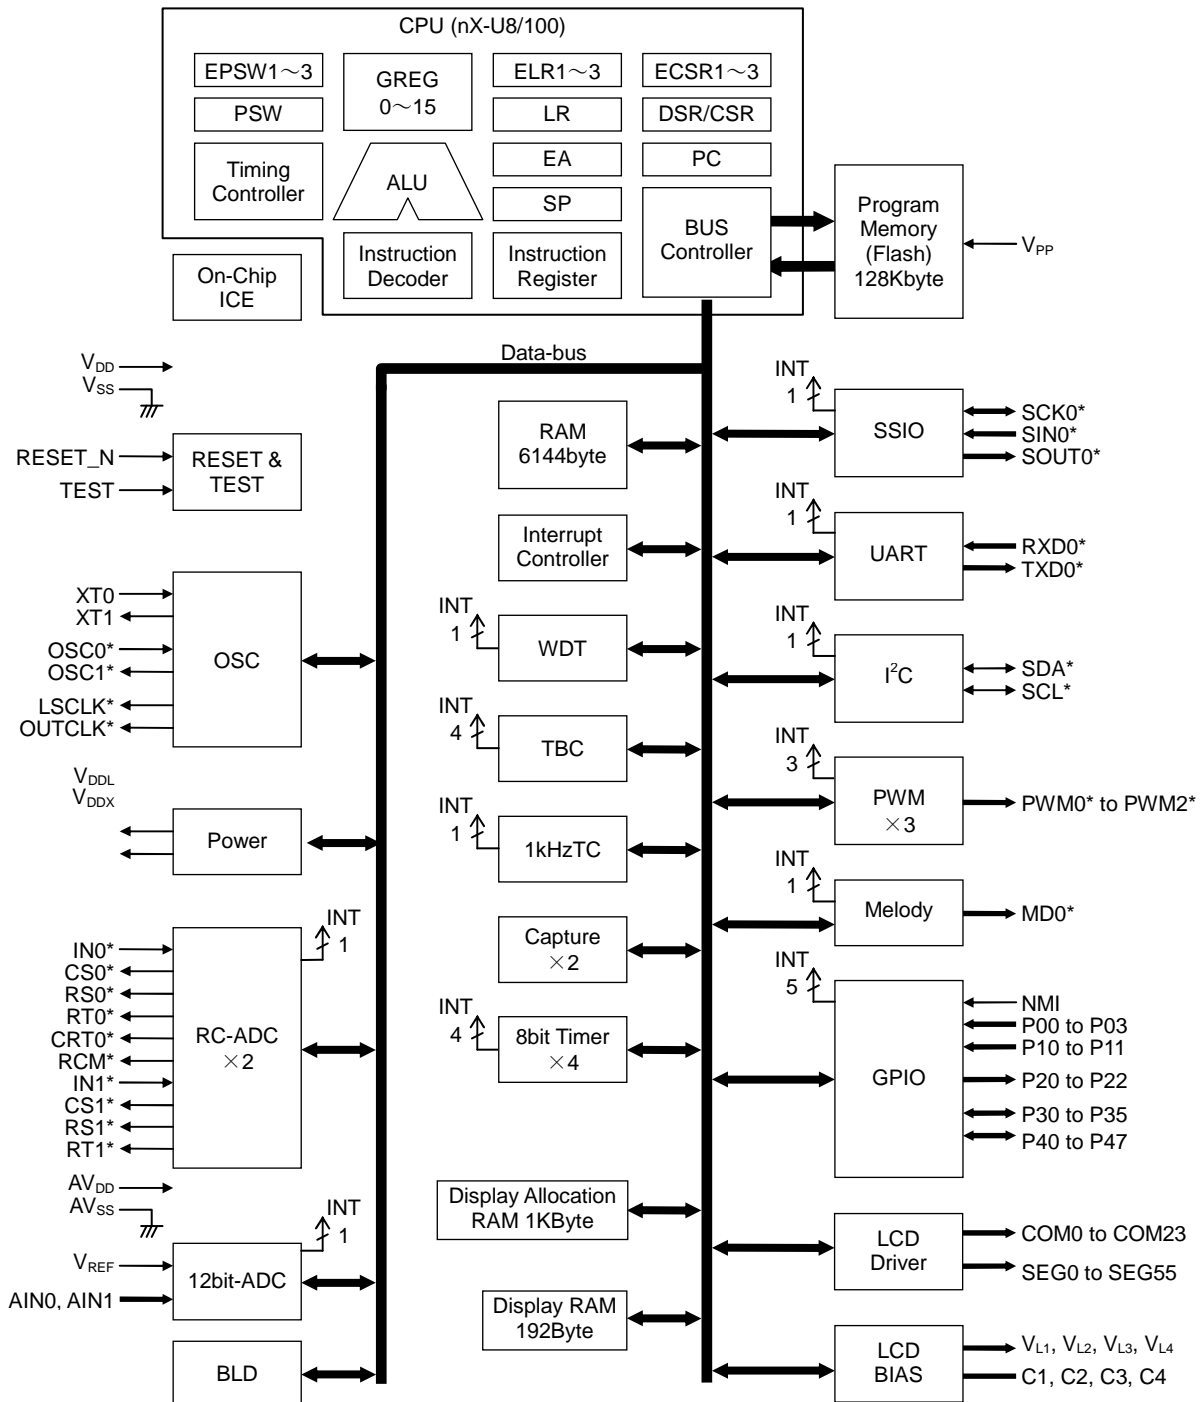 CPU (nX-U8/100)
EPSW1～3
GREG
0～15
ELR1～3
ECSR1～3
PSW
LR
DSR/CSR
Timing
Controller
ALU
EA
PC
SP
BUS
Controller
Program
Memory
(Flash)
128Kbyte
VPP
On-Chip
ICE
Instruction
Decoder
Instruction
Register
Data-bus
VDD
VSS
RESET_N
TEST
RESET &
TEST
XT0
XT1
OSC0*
OSC1*
LSCLK*
OUTCLK*
OSC
VDDL
VDDX
Power
INT
1
IN0*
CS0*
RS0*
RT0*
CRT0*
RCM*
IN1*
CS1*
RS1*
RT1*
RC-ADC
×2
AVDD
AVSS
INT
1
VREF
AIN0, AIN1
12bit-ADC
BLD
RAM
6144byte
Interrupt
Controller
INT
1
WDT
INT
4
TBC
INT
1
1kHzTC
Capture
×2
INT
4
8bit Timer
×4
Display Allocation
RAM 1KByte
Display RAM
192Byte
INT
1
SSIO
SCK0*
SIN0*
SOUT0*
INT
1
UART
RXD0*
TXD0*
INT
1
I²C
SDA*
SCL*
INT
3
PWM
×3
PWM0* to PWM2*
INT
1
Melody
MD0*
INT
5
GPIO
NMI
P00 to P03
P10 to P11
P20 to P22
P30 to P35
P40 to P47
LCD
Driver
COM0 to COM23
SEG0 to SEG55
LCD
BIAS
VL1, VL2, VL3, VL4
C1, C2, C3, C4